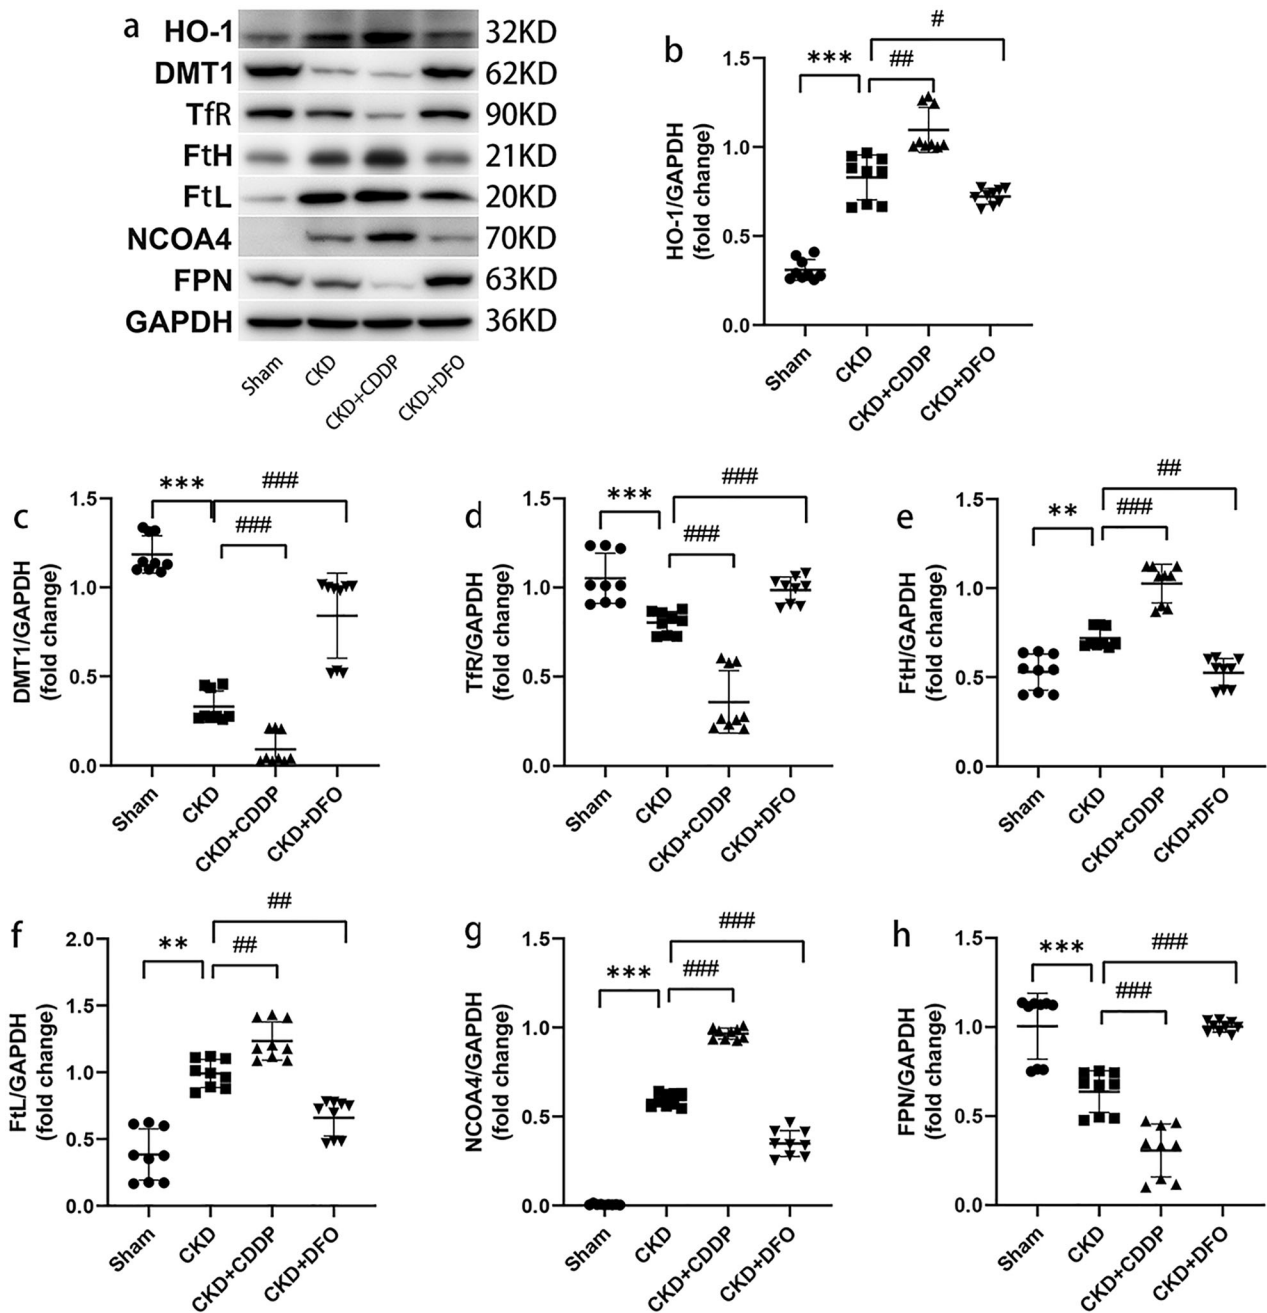 a
HO-1 32KD
DMT1 62KD
TfR 90KD
FtH 21KD
FtL 20KD
NCOA4 70KD
FPN 63KD
GAPDH 36KD
Sham CKD CKD+CDDP CKD+DFO
b
HO-1/GAPDH
(fold change)
#
*** ##
1.5
1.0
0.5
0.0
Sham CKD CKD+CDDP CKD+DFO
c
DMT1/GAPDH
(fold change)
*** ###
###
1.5
1.0
0.5
0.0
Sham CKD CKD+CDDP CKD+DFO
d
TfR/GAPDH
(fold change)
###
***
###
1.5
1.0
0.5
0.0
Sham CKD CKD+CDDP CKD+DFO
e
FtH/GAPDH
(fold change)
##
** ###
1.5
1.0
0.5
0.0
Sham CKD CKD+CDDP CKD+DFO
f
FtL/GAPDH
(fold change)
##
** ##
2.0
1.5
1.0
0.5
0.0
Sham CKD CKD+CDDP CKD+DFO
g
NCOA4/GAPDH
(fold change)
###
*** ###
1.5
1.0
0.5
0.0
Sham CKD CKD+CDDP CKD+DFO
h
FPN/GAPDH
(fold change)
*** ###
###
1.5
1.0
0.5
0.0
Sham CKD CKD+CDDP CKD+DFO